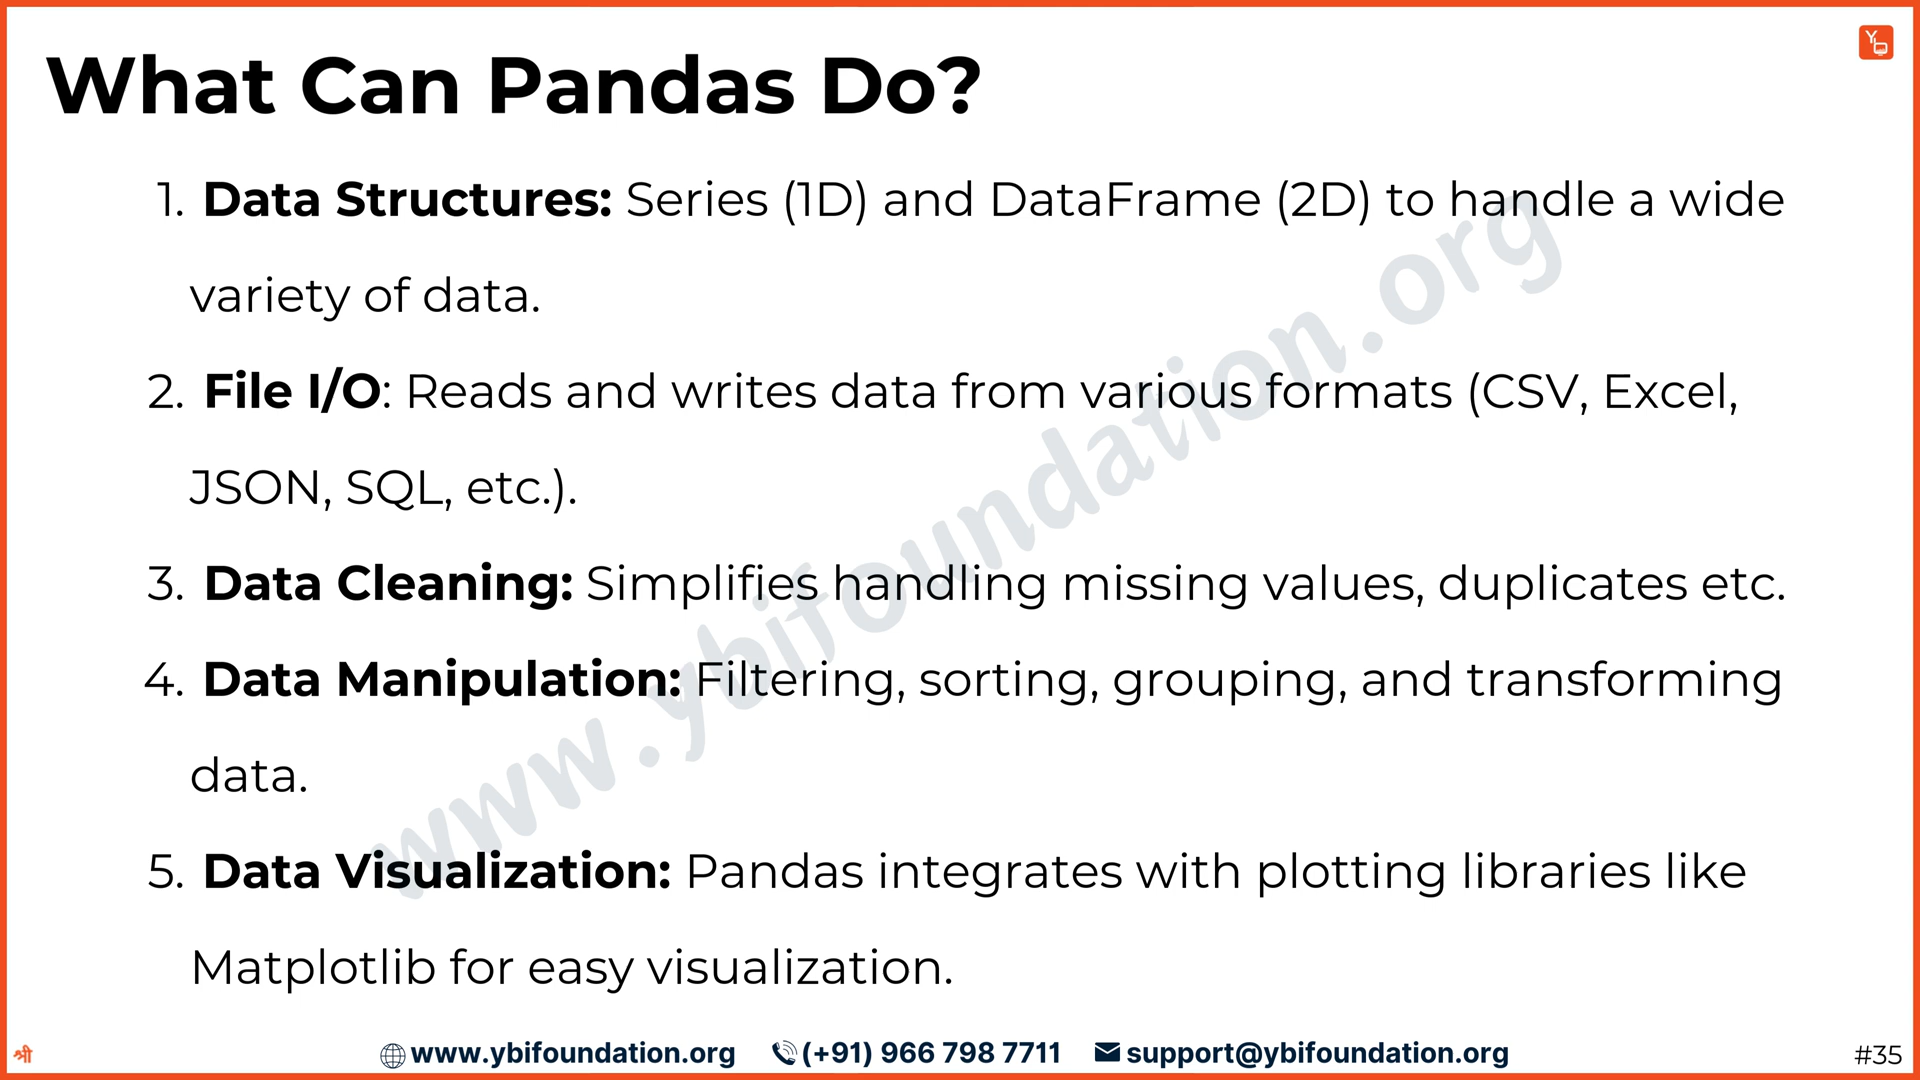 What Can Pandas Do?
1. Data Structures: Series (1D) and DataFrame (2D) to handle a wide
variety of data.
2. File I/O: Reads and writes data from various formats (CSV, Excel,
JSON, SQL, etc.).
3. Data Cleaning: Simplifies handling missing values, duplicates etc.
4. Data Manipulation: Filtering, sorting, grouping, and transforming
data.
5. Data Visualization: Pandas integrates with plotting libraries like
Matplotlib for easy visualization.
www.ybifoundation.org
श्री
www.ybifoundation.org (+91) 966 798 7711 support@ybifoundation.org
#35